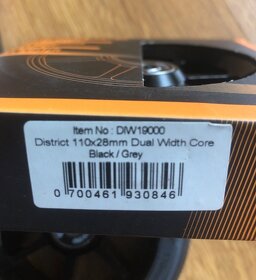 Item No : DIW19000
District 110x28mm Dual Width Core
Black / Grey
0 700461 930846